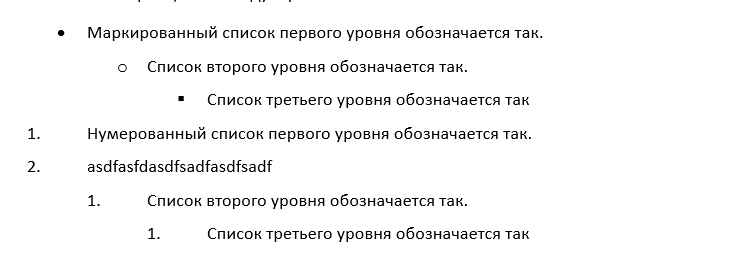 • Маркированный список первого уровня обозначается так.
o Список второго уровня обозначается так.
▪ Список третьего уровня обозначается так
1. Нумерованный список первого уровня обозначается так.
2. asdfasfdasdfsadfasdfsadf
1. Список второго уровня обозначается так.
1. Список третьего уровня обозначается так